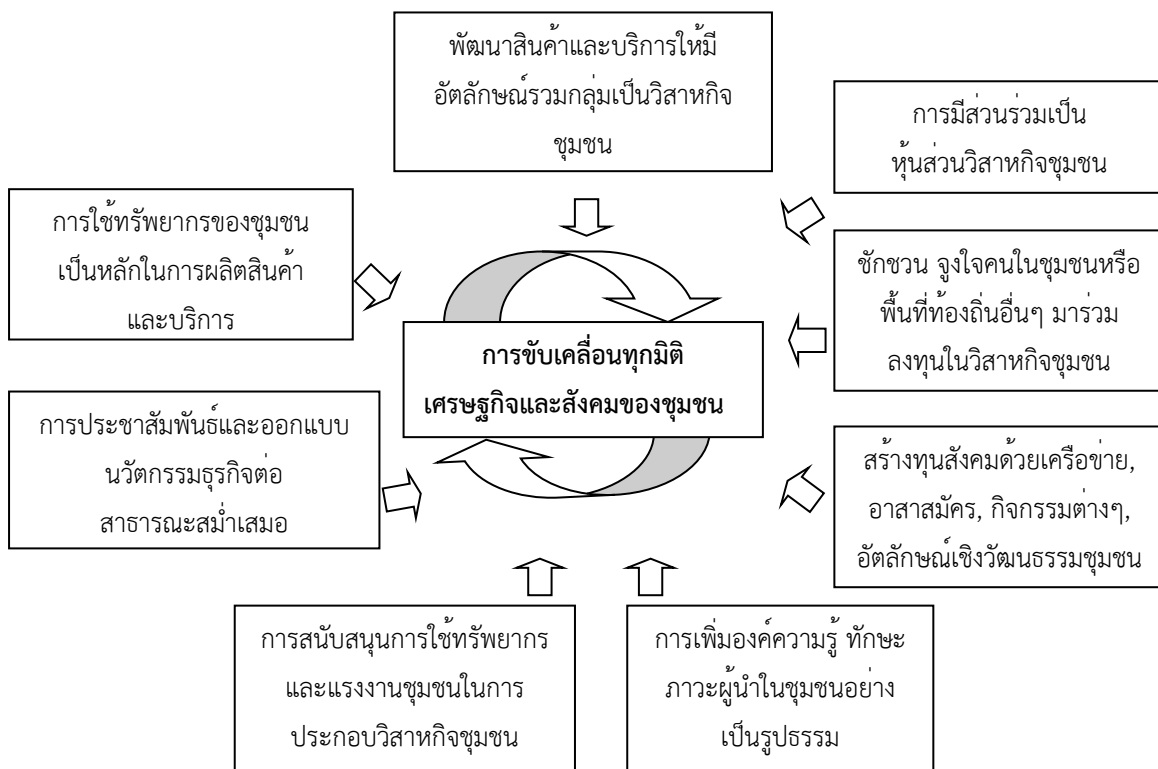 พัฒนาสินค้าและบริการให้มี
อัตลักษณ์รวมกลุ่มเป็นวิสาหกิจ
ชุมชน
การมีส่วนร่วมเป็น
หุ้นส่วนวิสาหกิจชุมชน
การใช้ทรัพยากรของชุมชน
เป็นหลักในการผลิตสินค้า
และบริการ
ชักชวน จูงใจคนในชุมชนหรือ
พื้นที่ท้องถิ่นอื่นๆ มาร่วม
ลงทุนในวิสาหกิจชุมชน
การขับเคลื่อนทุกมิติ
เศรษฐกิจและสังคมของชุมชน
การประชาสัมพันธ์และออกแบบ
นวัตกรรมธุรกิจต่อ
สาธารณะสม่ำเสมอ
สร้างทุนสังคมด้วยเครือข่าย,
อาสาสมัคร, กิจกรรมต่างๆ,
อัตลักษณ์เชิงวัฒนธรรมชุมชน
การสนับสนุนการใช้ทรัพยากร
และแรงงานชุมชนในการ
ประกอบวิสาหกิจชุมชน
การเพิ่มองค์ความรู้ ทักษะ
ภาวะผู้นำในชุมชนอย่าง
เป็นรูปธรรม